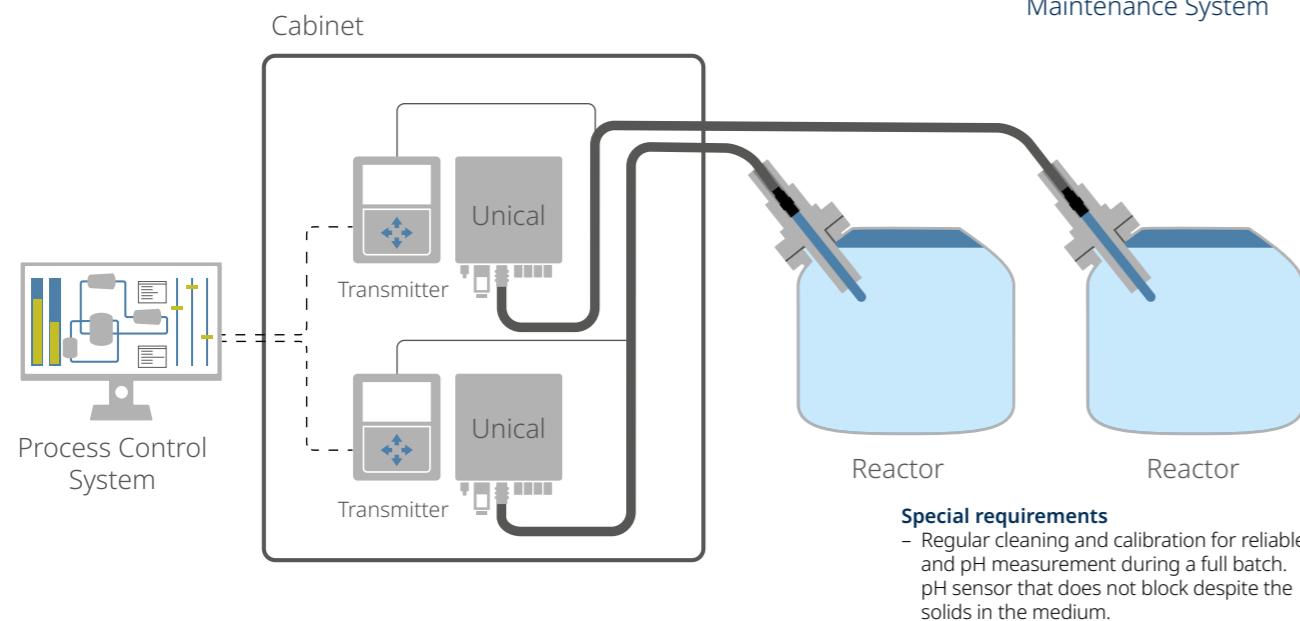 Maintenance System
Cabinet
Unical
Transmitter
Unical
Transmitter
Process Control
System
Reactor
Reactor
Special requirements
– Regular cleaning and calibration for reliable
and pH measurement during a full batch.
pH sensor that does not block despite the
solids in the medium.